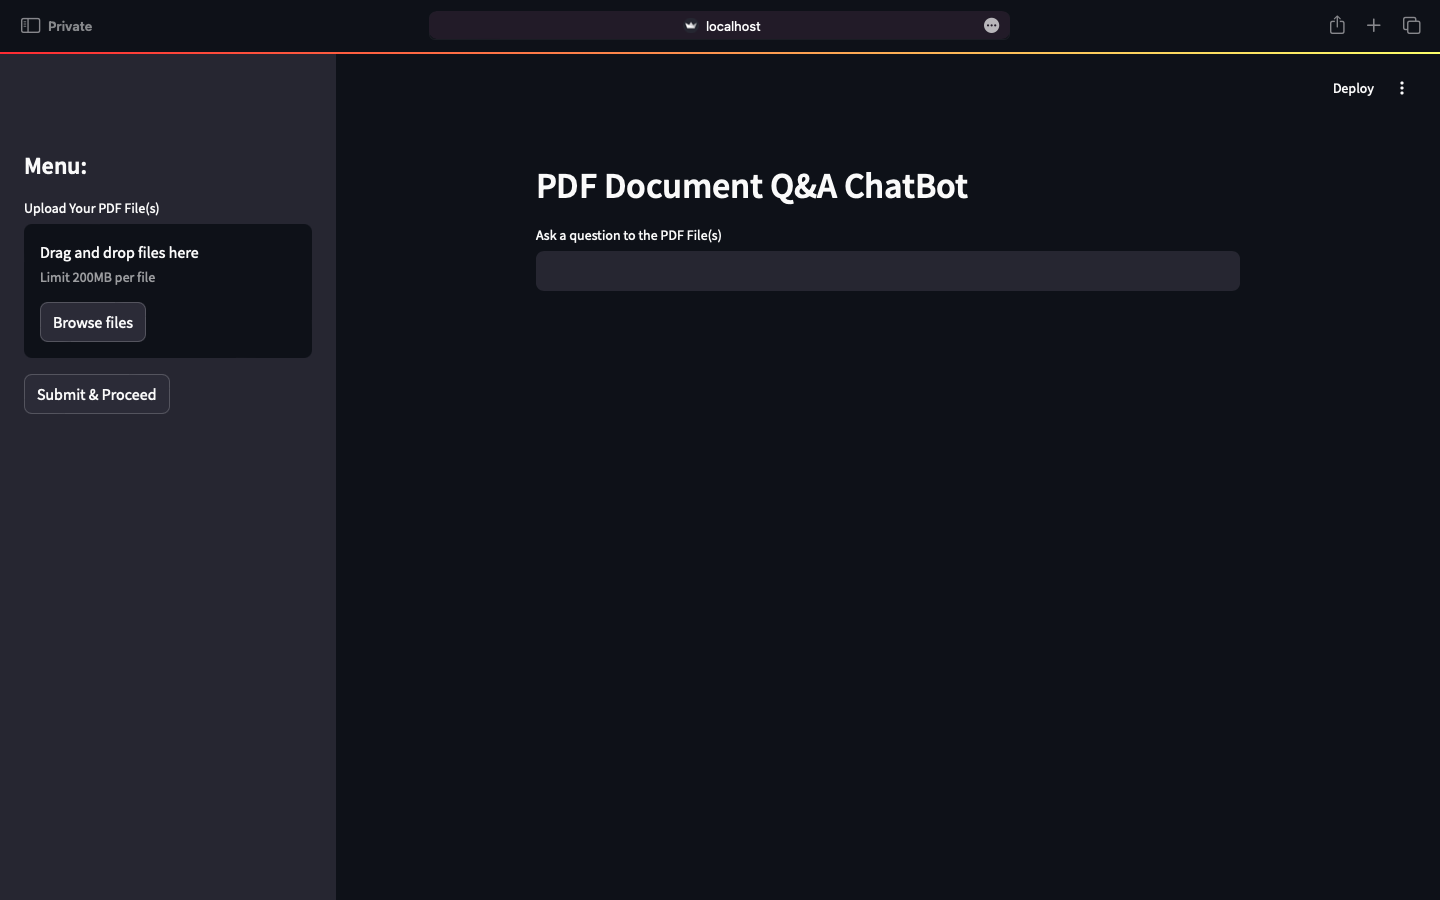 Private
localhost
Deploy
Menu:
Upload Your PDF File(s)
Drag and drop files here
Limit 200MB per file
Browse files
Submit & Proceed
PDF Document Q&A ChatBot
Ask a question to the PDF File(s)